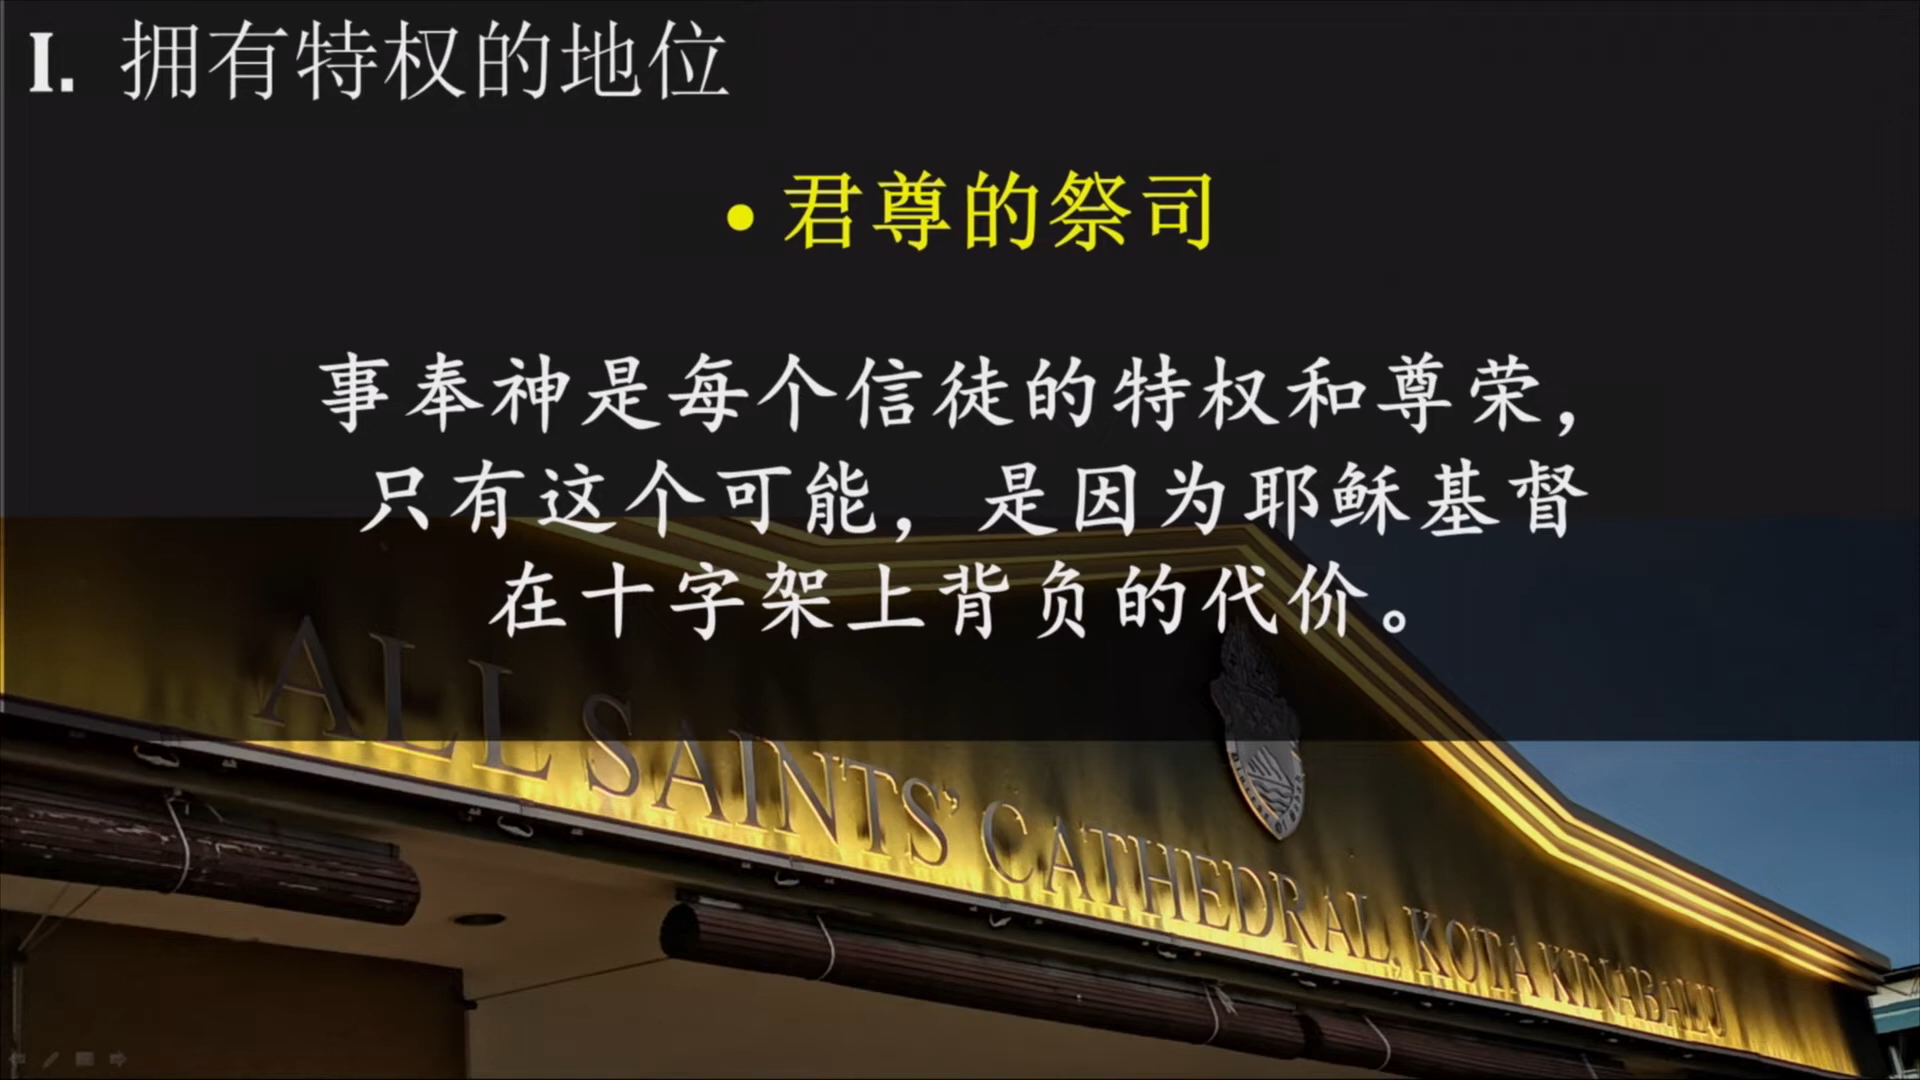 I. 拥有特权的地位
• 君尊的祭司
事奉神是每个信徒的特权和尊荣，
只有这个可能，是因为耶稣基督
在十字架上背负的代价。
ALL SAINTS' CATHEDRAL, KOTA KINABALU